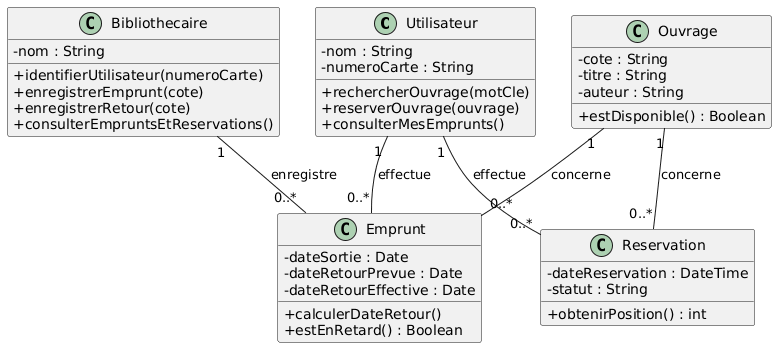 C Bibliothecaire
-nom : String
+identifierUtilisateur(numeroCarte)
+enregistrerEmprunt(cote)
+enregistrerRetour(cote)
+consulterEmpruntsEtReservations()
C Utilisateur
-nom : String
-numeroCarte : String
+rechercherOuvrage(motCle)
+reserverOuvrage(ouvrage)
+consulterMesEmprunts()
C Ouvrage
-cote : String
-titre : String
-auteur : String
+estDisponible() : Boolean
1
enregistre
0..*
1
effectue
0..*
1
effectue
0..*
1
concerne
0..*
1
concerne
0..*
C Emprunt
-dateSortie : Date
-dateRetourPrevue : Date
-dateRetourEffective : Date
+calculerDateRetour()
+estEnRetard() : Boolean
C Reservation
-dateReservation : DateTime
-statut : String
+obtenirPosition() : int